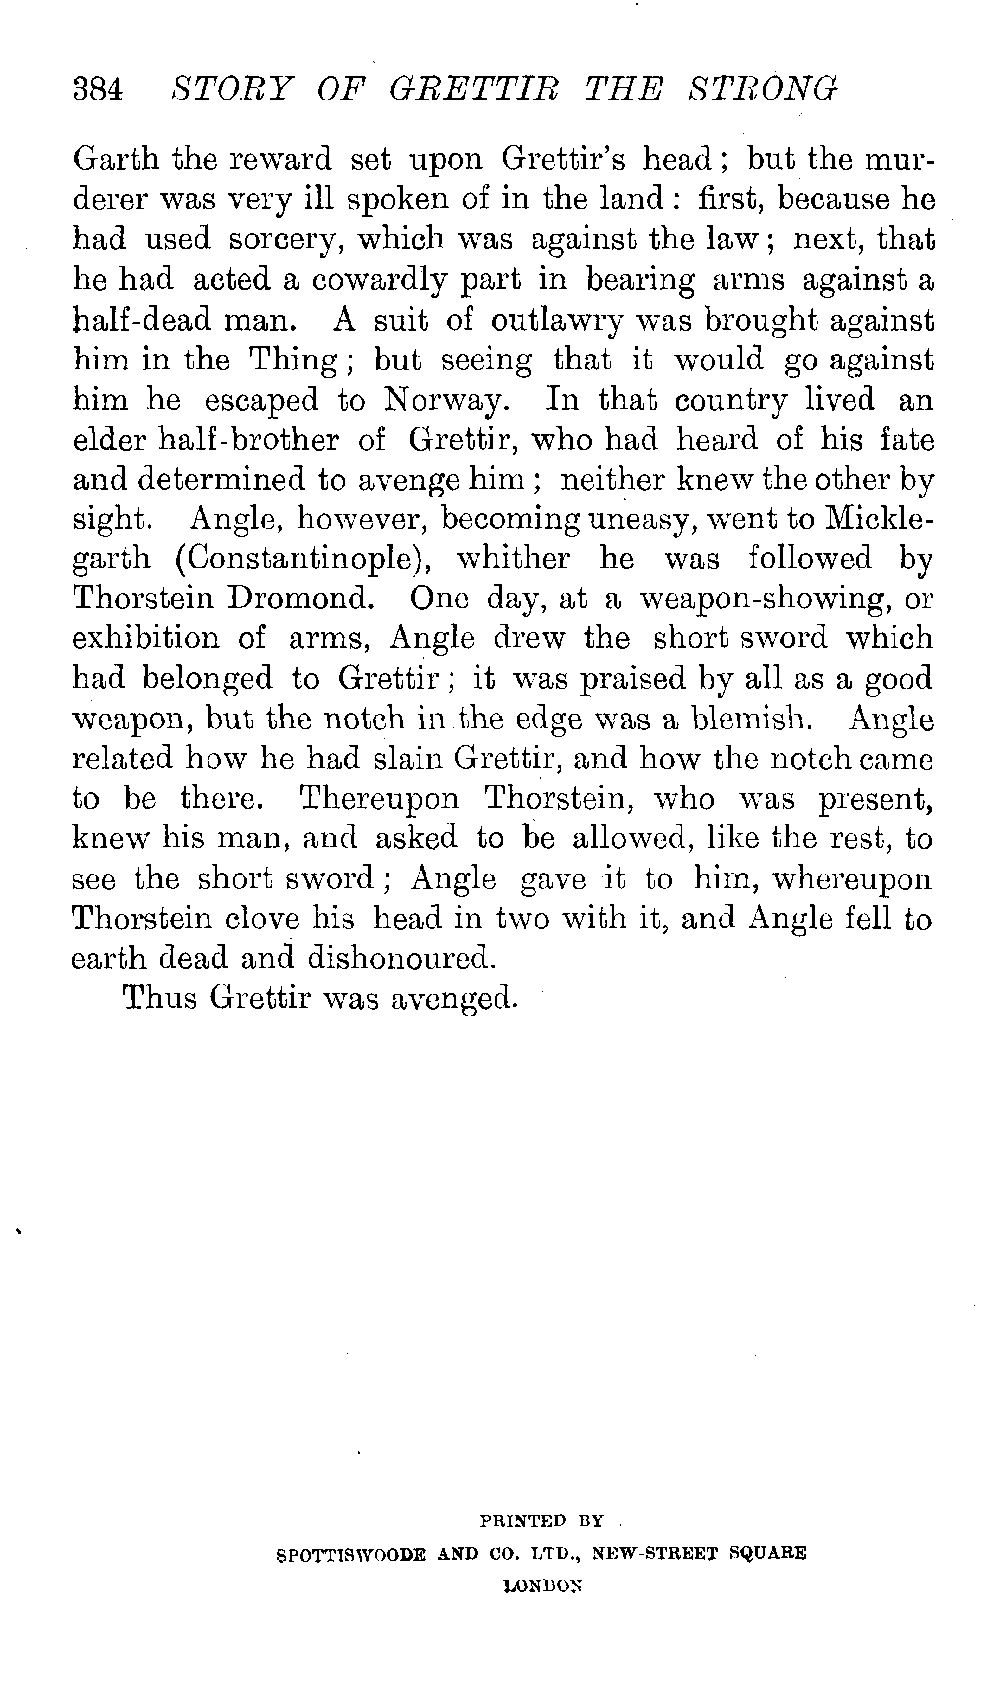 384 STORY OF GRETTIR THE STRONG
Garth the reward set upon Grettir's head; but the mur-
derer was very ill spoken of in the land: first, because he
had used sorcery, which was against the law; next, that
he had acted a cowardly part in bearing arms against a
half-dead man. A suit of outlawry was brought against
him in the Thing; but seeing that it would go against
him he escaped to Norway. In that country lived an
elder half-brother of Grettir, who had heard of his fate
and determined to avenge him; neither knew the other by
sight. Angle, however, becoming uneasy, went to Mickle-
garth (Constantinople), whither he was followed by
Thorstein Dromond. One day, at a weapon-showing, or
exhibition of arms, Angle drew the short sword which
had belonged to Grettir; it was praised by all as a good
weapon, but the notch in the edge was a blemish. Angle
related how he had slain Grettir, and how the notch came
to be there. Thereupon Thorstein, who was present,
knew his man, and asked to be allowed, like the rest, to
see the short sword; Angle gave it to him, whereupon
Thorstein clove his head in two with it, and Angle fell to
earth dead and dishonoured.
Thus Grettir was avenged.
PRINTED BY
SPOTTISWOODE AND CO. LTD., NEW-STREET SQUARE
LONDON